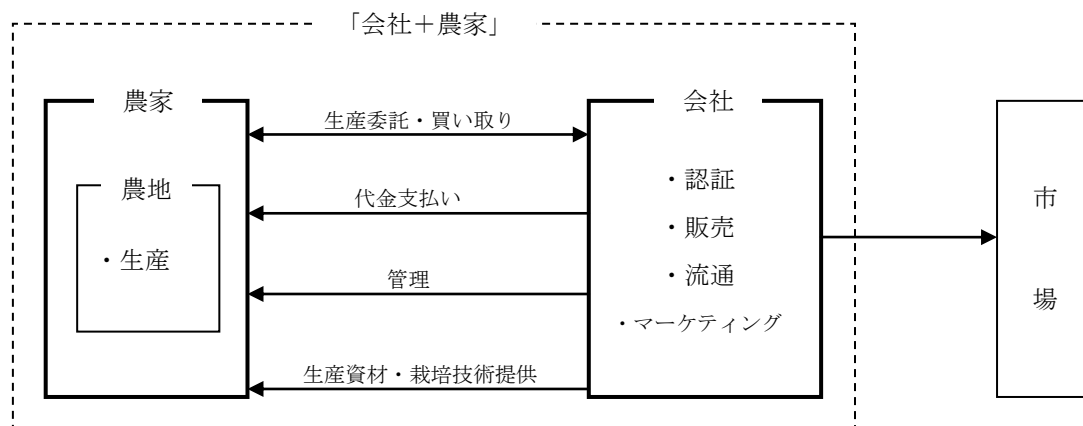 「会社＋農家」
農家
農地
・生産
生産委託・買い取り
代金支払い
管理
生産資材・栽培技術提供
会社
・認証
・販売
・流通
・マーケティング
市
場